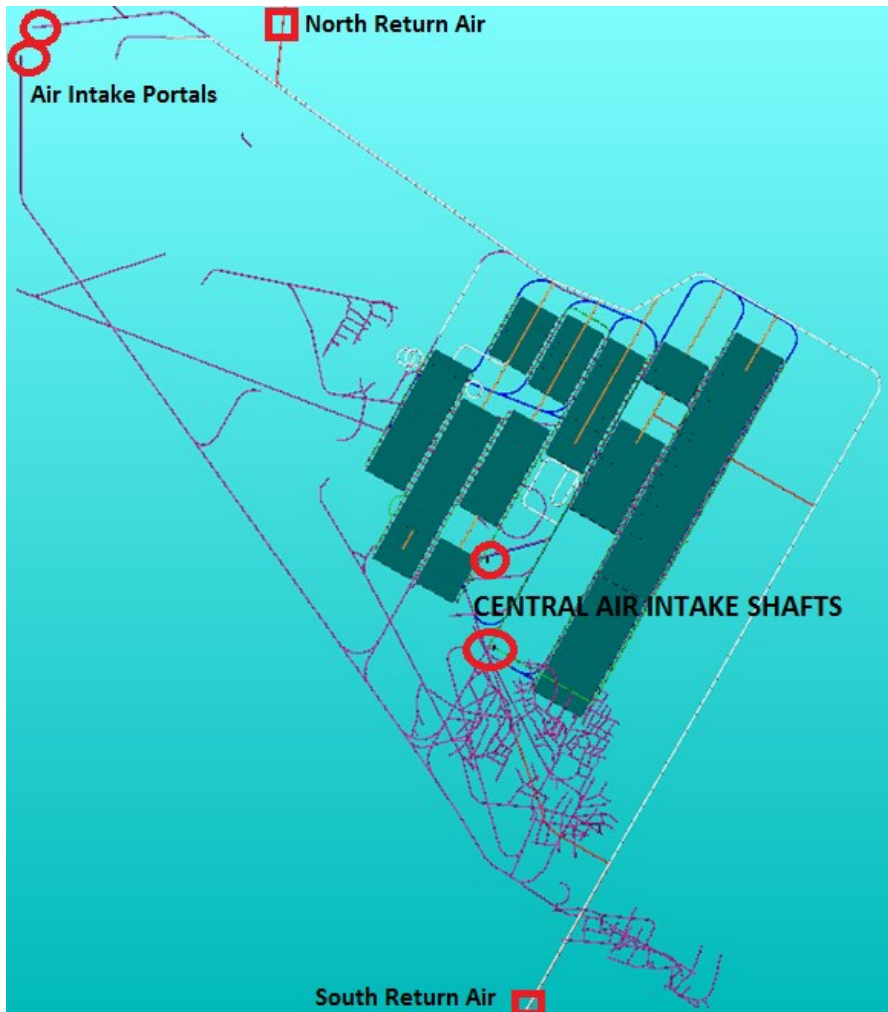 North Return Air
Air Intake Portals
CENTRAL AIR INTAKE SHAFTS
South Return Air